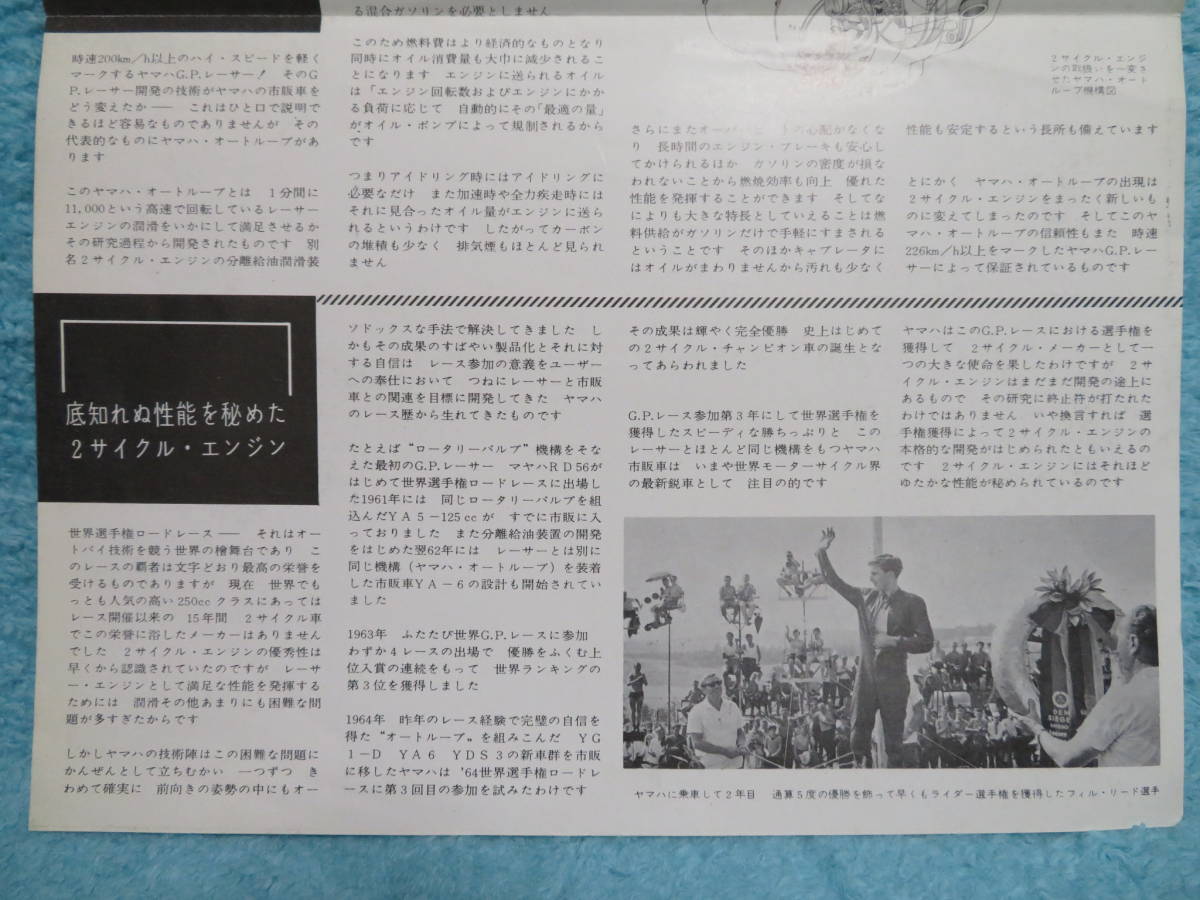 時速200km/h以上のハイ・スピードを軽く
マークするヤマハG.P.レーサー! そのG
P.レーサー開発の技術がヤマハの市販車を
どう変えたか—— これはひと口で説明で
きるほど容易なものでありませんが その
代表的なものにヤマハ・オートルーブがあ
ります
このヤマハ・オートルーブとは 1分間に
11,000という高速で回転しているレーサー
エンジンの潤滑をいかにして満足させるか
その研究過程から開発されたものです 別
名2サイクル・エンジンの分離給油潤滑装
る混合ガソリンを必要としません
このため燃料費はより経済的なものとなり
同時にオイル消費量も大巾に減少されるこ
とになります エンジンに送られるオイル
は「エンジン回転数およびエンジンにかか
る負荷に応じて 自動的にその「最適の量」
がオイル・ポンプによって規制されるから
です
つまりアイドリング時にはアイドリングに
必要なだけ また加速時や全力疾走時には
それに見合ったオイル量がエンジンに送ら
れるというわけです したがってカーボン
の堆積も少なく 排気煙もほとんど見られ
ません
2サイクル・エンジ
ンの取扱いを一変さ
せたヤマハ・オート
ループ機構図
さらにまたオーバ・ヒートの心配がなくな
り 長時間のエンジン・ブレーキも安心し
てかけられるほか ガソリンの密度が損な
われないことから燃焼効率も向上 優れた
性能を発揮することができます そしてな
によりも大きな特長としていえることは燃
料供給がガソリンだけで手軽にすまされる
ということです そのほかキャブレータに
はオイルがまわりませんから汚れも少なく
性能も安定するという長所も備えています
とにかく ヤマハ・オートルーブの出現は
2サイクル・エンジンをまったく新しいも
のに変えてしまったのです そしてこのヤ
マハ・オートルーブの信頼性もまた 時速
226km/h以上をマークしたヤマハG.P.レー
サーによって保証されているものです
底知れぬ性能を秘めた
2サイクル・エンジン
世界選手権ロードレース—— それはオー
トバイ技術を競う世界の檜舞台であり こ
のレースの覇者は文字どおり最高の栄誉を
受けるものでありますが 現在 世界でも
っとも人気の高い250ccクラスにあっては
レース開催以来の 15年間 2サイクル車
でこの栄誉に浴したメーカーはありません
でした 2サイクル・エンジンの優秀性は
早くから認識されていたのですが レーサ
ー・エンジンとして満足な性能を発揮する
ためには 潤滑その他あまりにも困難な問
題が多すぎたからです
しかしヤマハの技術陣はこの困難な問題に
かんぜんとして立ちむかい 一つずつ き
わめて確実に 前向きの姿勢の中にもオー
ソドックスな手法で解決してきました し
かもその成果のすばやい製品化とそれに対
する自信は レース参加の意義をユーザー
への奉仕において つねにレーサーと市販
車との関連を目標に開発してきた ヤマハ
のレース歴から生れてきたものです
たとえば“ロータリーバルブ”機構をそな
えた最初のG.P.レーサー マヤハRD56が
はじめて世界選手権ロードレースに出場し
た1961年には 同じロータリーバルブを組
込んだYA5-125ccが すでに市販に入
っておりました また分離給油装置の開発
をはじめた翌62年には レーサーとは別に
同じ機構(ヤマハ・オートルーブ)を装着
した市販車YA-6の設計も開始されてい
ました
1963年 ふたたび世界G.P.レースに参加
わずか4レースの出場で 優勝をふくむ上
位入賞の連続をもって 世界ランキングの
第3位を獲得しました
1964年 昨年のレース経験で完璧の自信を
得た“オートルーブ”を組みこんだ YG
1-D YA6 YDS3の新車群を市販
に移したヤマハは '64世界選手権ロードレ
ースに第3回目の参加を試みたわけです
その成果は輝やく完全優勝 史上はじめて
の2サイクル・チャンピオン車の誕生とな
ってあらわれました
G.P.レース参加第3年にして世界選手権を
獲得したスピーディな勝ちっぷりと この
レーサーとほとんど同じ機構をもつヤマハ
市販車は いまや世界モーターサイクル界
の最新鋭車として 注目の的です
ヤマハはこのG.P.レースにおける選手権を
獲得して 2サイクル・メーカーとして一
つの大きな使命を果したわけですが 2サ
イクル・エンジンはまだまだ開発の途上に
あるもので その研究に終止符が打たれた
わけではありません いや換言すれば 選
手権獲得によって2サイクル・エンジンの
本格的な開発がはじめられたともいえるの
です 2サイクル・エンジンにはそれほど
ゆたかな性能が秘められているのです
DEM
SIEGER
ヤマハに乗車して2年目 通算5度の優勝を飾って早くもライダー選手権を獲得したフィル・リード選手